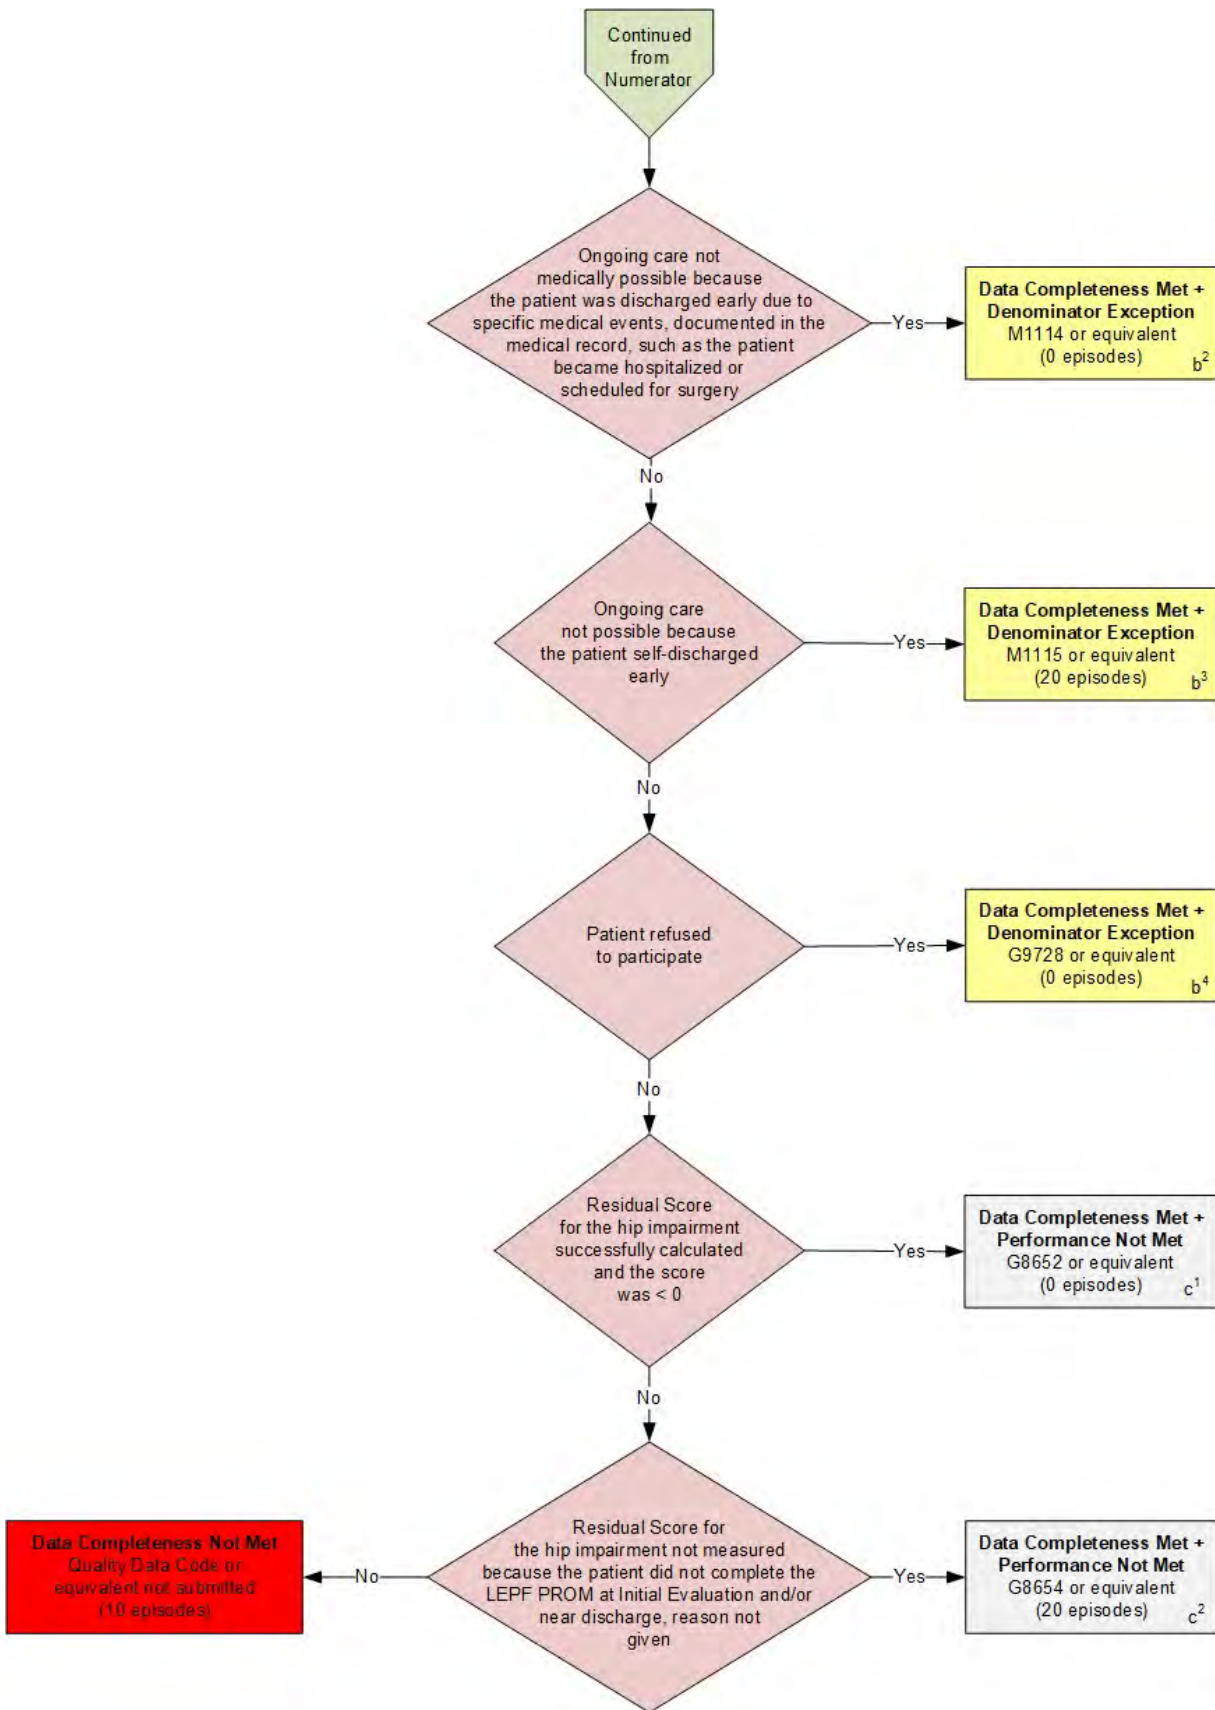 Continued
from
Numerator
Ongoing care not
medically possible because
the patient was discharged early due to
specific medical events, documented in the
medical record, such as the patient
became hospitalized or
scheduled for surgery
Yes
Data Completeness Met +
Denominator Exception
M1114 or equivalent
(0 episodes)
b²
No
Ongoing care
not possible because
the patient self-discharged
early
Yes
Data Completeness Met +
Denominator Exception
M1115 or equivalent
(20 episodes)
b³
No
Patient refused
to participate
Yes
Data Completeness Met +
Denominator Exception
G9728 or equivalent
(0 episodes)
b⁴
No
Residual Score
for the hip impairment
successfully calculated
and the score
was < 0
Yes
Data Completeness Met +
Performance Not Met
G8652 or equivalent
(0 episodes)
c¹
No
Residual Score for
the hip impairment not measured
because the patient did not complete the
LEPF PROM at Initial Evaluation and/or
near discharge, reason not
given
Yes
Data Completeness Met +
Performance Not Met
G8654 or equivalent
(20 episodes)
c²
No
Data Completeness Not Met
Quality Data Code or
equivalent not submitted
(10 episodes)